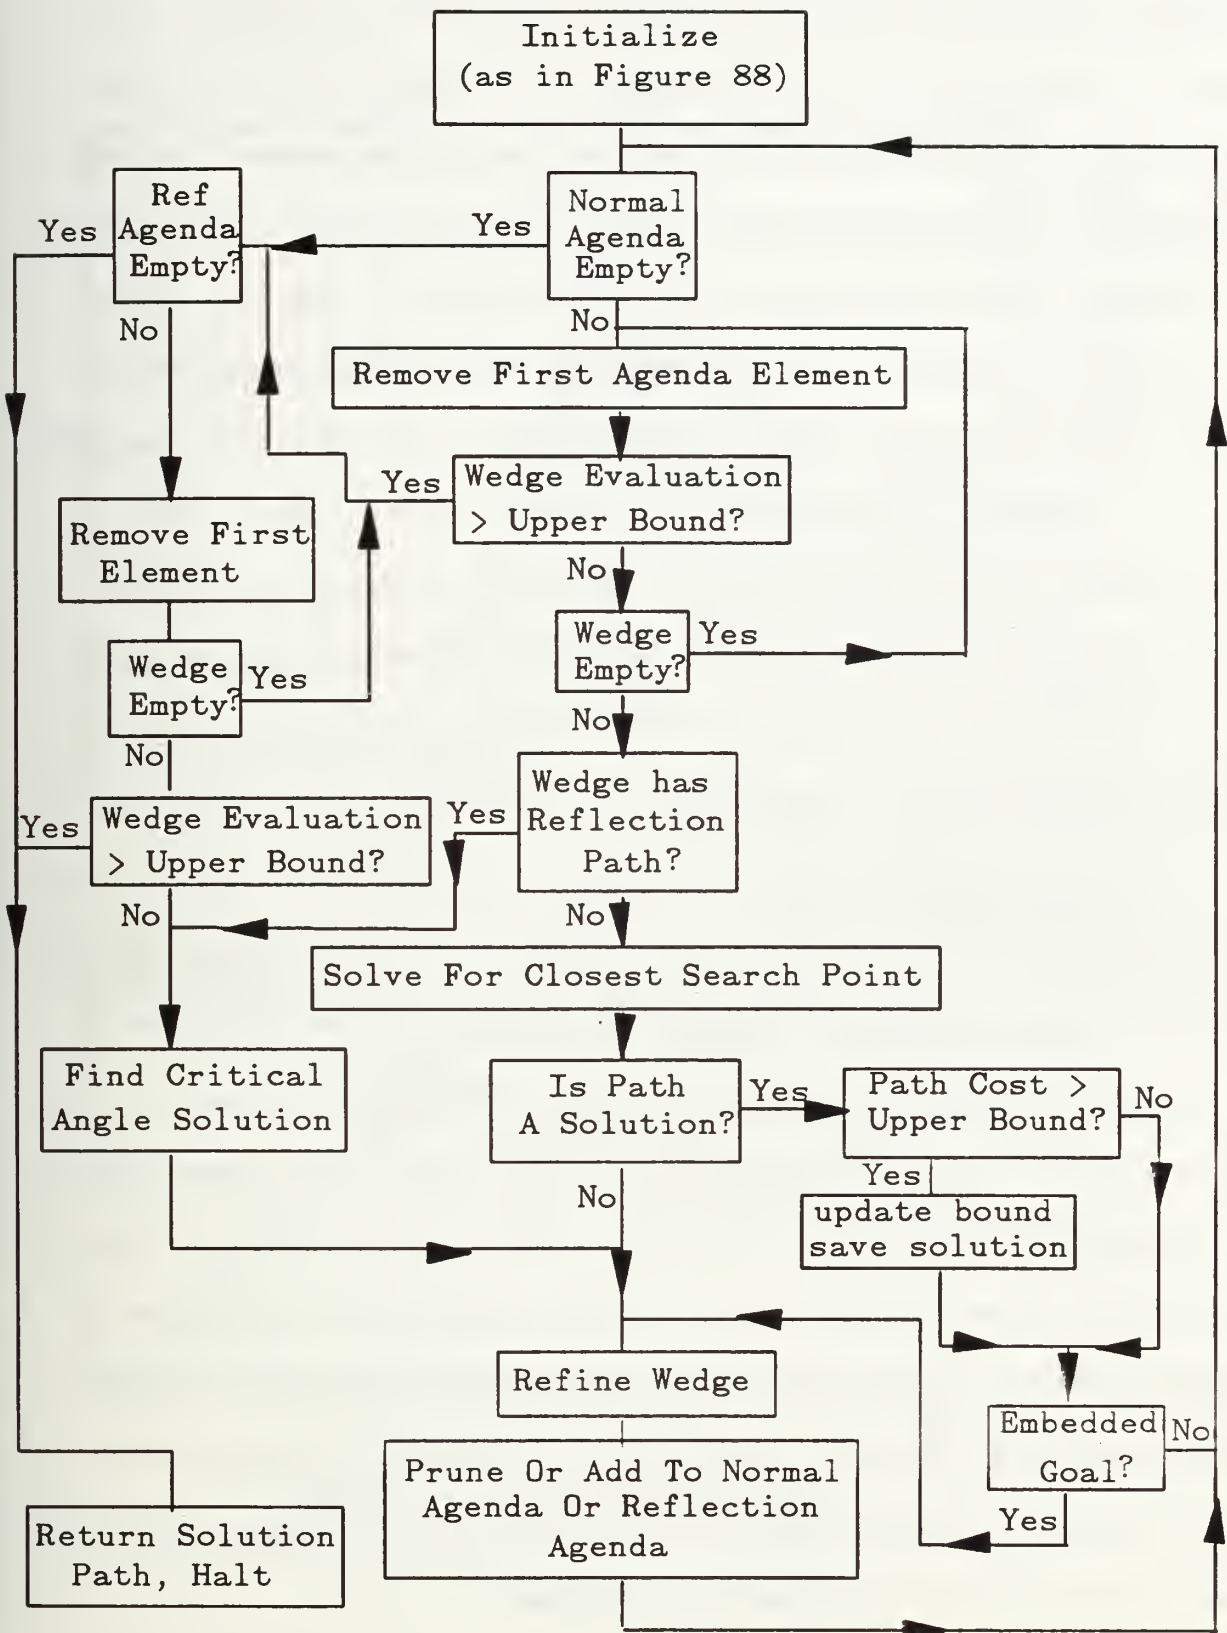 Initialize
(as in Figure 88)
Ref
Agenda
Empty?
Yes
No
Normal
Agenda
Empty?
Yes
No
Remove First Agenda Element
Wedge Evaluation
> Upper Bound?
Yes
No
Remove First
Element
Wedge
Empty?
Yes
No
Wedge
Empty?
Yes
No
Wedge Evaluation
> Upper Bound?
Yes
No
Wedge has
Reflection
Path?
Yes
No
Solve For Closest Search Point
Find Critical
Angle Solution
Is Path
A Solution?
Yes
No
Path Cost >
Upper Bound?
No
Yes
update bound
save solution
Refine Wedge
Embedded
Goal?
No
Yes
Prune Or Add To Normal
Agenda Or Reflection
Agenda
Return Solution
Path, Halt